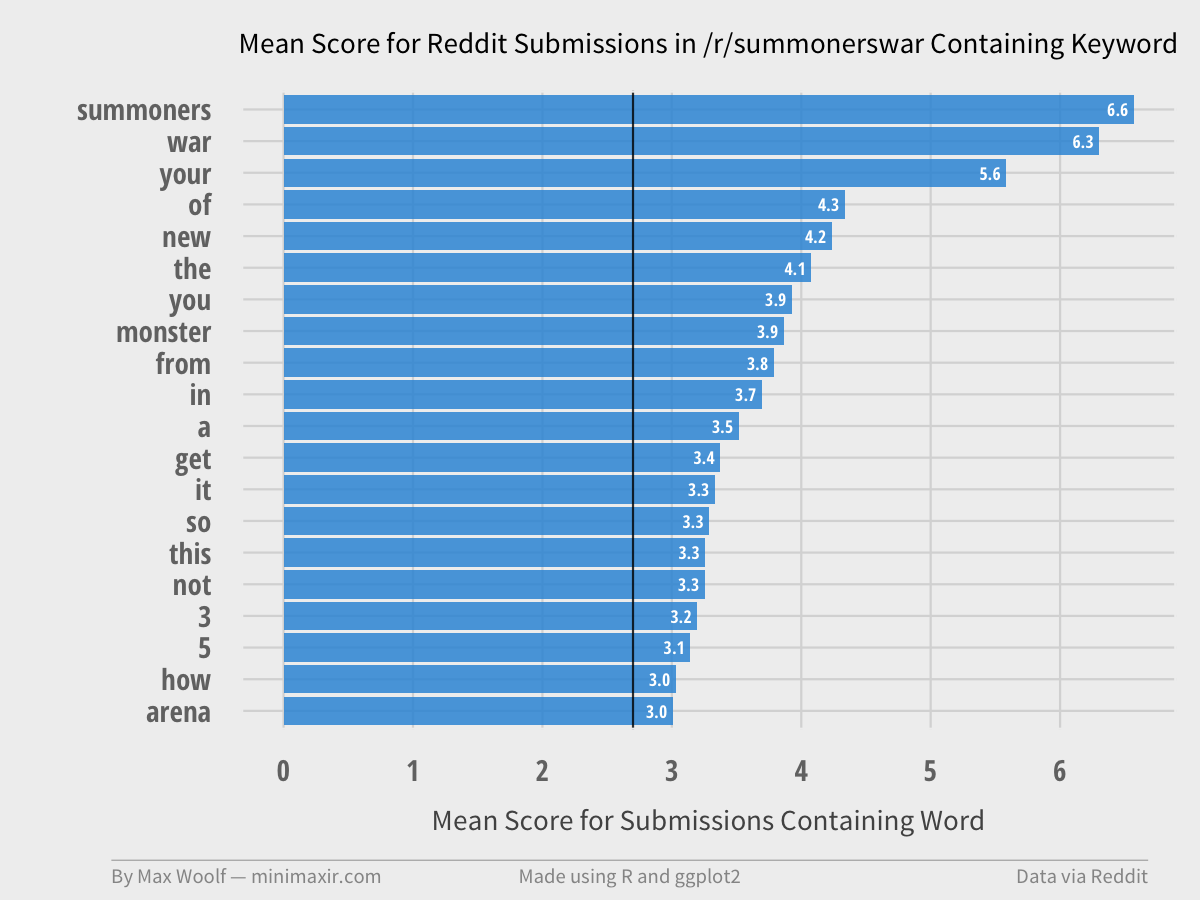 Mean Score for Reddit Submissions in /r/summonerswar Containing Keyword
summoners 6.6
war 6.3
your 5.6
of 4.3
new 4.2
the 4.1
you 3.9
monster 3.9
from 3.8
in 3.7
a 3.5
get 3.4
it 3.3
so 3.3
this 3.3
not 3.3
3 3.2
5 3.1
how 3.0
arena 3.0
0 1 2 3 4 5 6
Mean Score for Submissions Containing Word
By Max Woolf — minimaxir.com Made using R and ggplot2 Data via Reddit